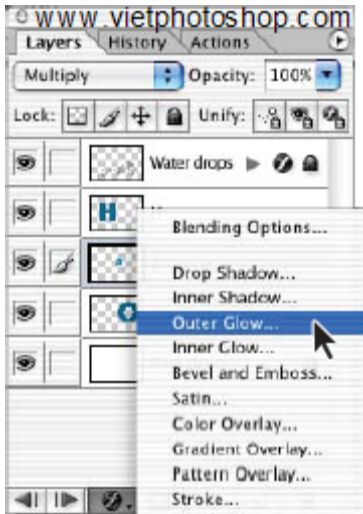 www.vietphotoshop.com
Layers History Actions
Multiply Opacity: 100%
Lock: Unify:
Water drops
H
Blending Options...
a
Drop Shadow...
Inner Shadow...
Outer Glow...
Inner Glow...
Bevel and Emboss...
Satin...
Color Overlay...
Gradient Overlay...
Pattern Overlay...
Stroke...